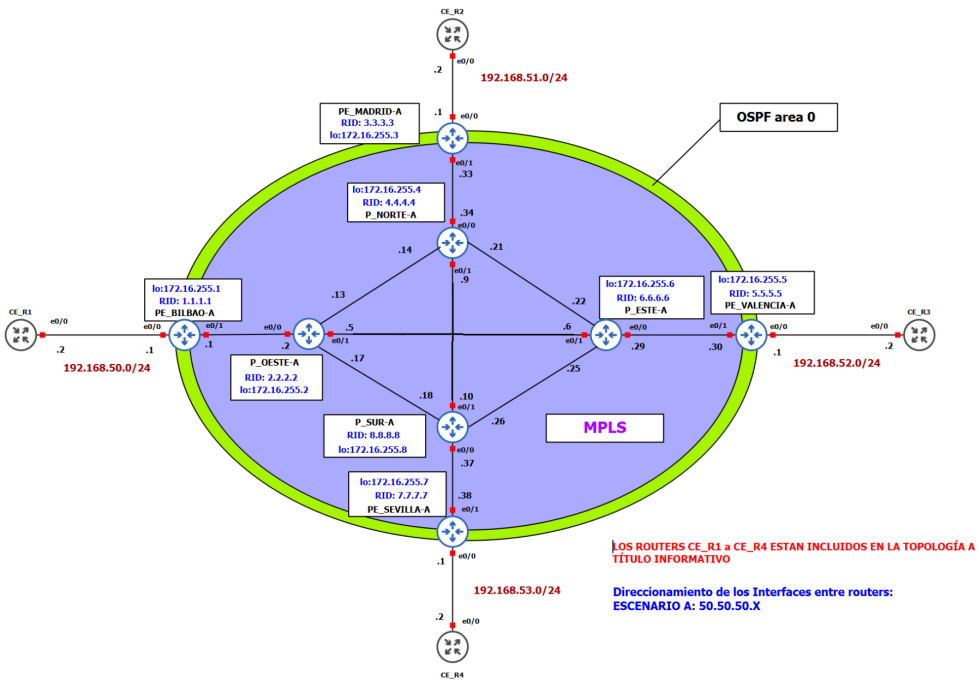 CE_R2
e0/0
.2
192.168.51.0/24
.1
e0/0
PE_MADRID-A
RID: 3.3.3.3
lo:172.16.255.3
OSPF area 0
e0/1
.33
lo:172.16.255.4
RID: 4.4.4.4
P_NORTE-A
.34
e0/0
.14
.21
e0/1
.9
lo:172.16.255.1
RID: 1.1.1.1
PE_BILBAO-A
.13
.22
lo:172.16.255.6
RID: 6.6.6.6
P_ESTE-A
lo:172.16.255.5
RID: 5.5.5.5
PE_VALENCIA-A
CE_R1
e0/0
e0/0
e0/1
e0/0
.5
e0/1
.6
e0/1
e0/0
e0/1
e0/0
e0/0
CE_R3
.2
.1
.1
.2
.29
.30
.1
.2
192.168.50.0/24
192.168.52.0/24
P_OESTE-A
RID: 2.2.2.2
lo:172.16.255.2
.17
.25
.18
.10
e0/1
.26
P_SUR-A
RID: 8.8.8.8
lo:172.16.255.8
MPLS
e0/0
.37
lo:172.16.255.7
RID: 7.7.7.7
PE_SEVILLA-A
.38
e0/1
.1
e0/0
LOS ROUTERS CE_R1 a CE_R4 ESTAN INCLUIDOS EN LA TOPOLOGÍA A
TÍTULO INFORMATIVO
192.168.53.0/24
Direccionamiento de los Interfaces entre routers:
ESCENARIO A: 50.50.50.X
.2
e0/0
CE_R4